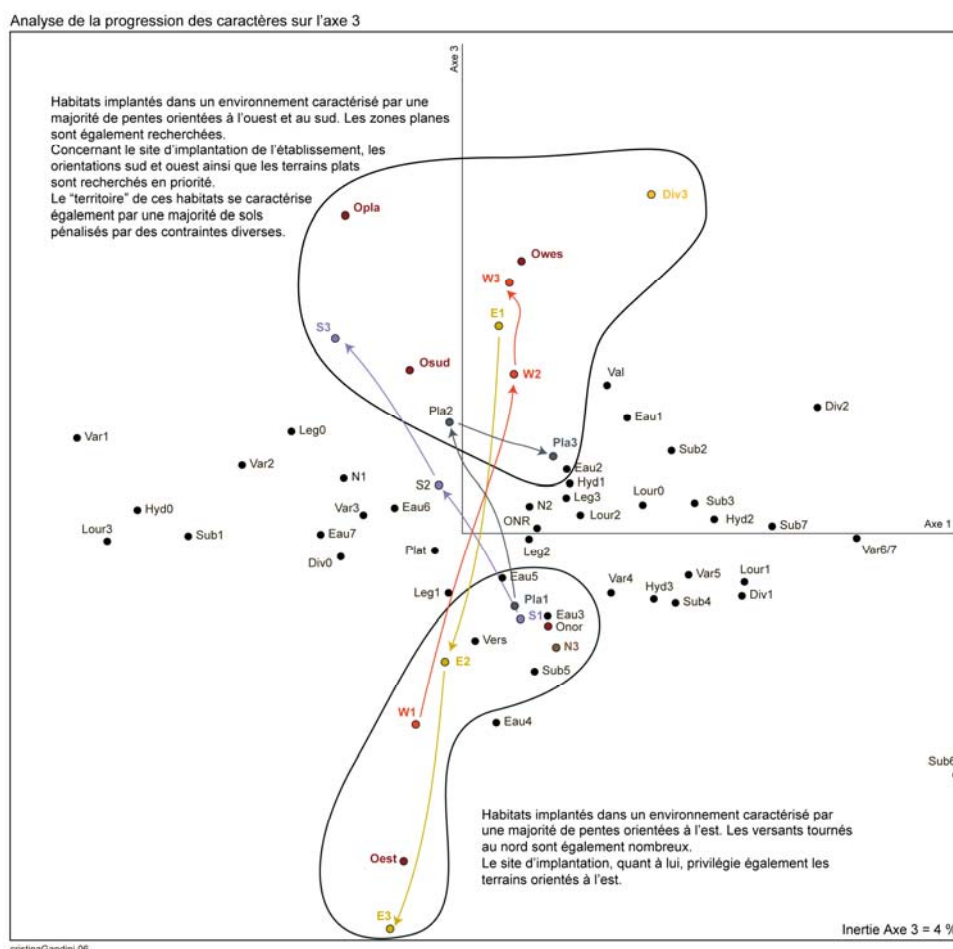 Analyse de la progression des caractères sur l'axe 3
Axe 3
Habitats implantés dans un environnement caractérisé par une
majorité de pentes orientées à l'ouest et au sud. Les zones planes
sont également recherchées.
Concernant le site d'implantation de l'établissement, les
orientations sud et ouest ainsi que les terrains plats
sont recherchés en priorité.
Le "territoire" de ces habitats se caractérise
également par une majorité de sols
pénalisés par des contraintes diverses.
Div3
Opla
Owes
W3
E1
S3
Osud
W2
Val
Pla2
Eau1
Div2
Var1
Leg0
Pla3
Sub2
Var2
Eau2
N1
Hyd1
S2
Leg3
Hyd0
Var3
Eau6
N2
Lour0
Sub3
Lour2
Hyd2
Lour3
Sub1
Eau7
ONR
Sub7
Axe 1
Div0
Plat
Leg2
Var6/7
Eau5
Var5
Lour1
Leg1
Pla1
Var4
Hyd3
Sub4
Div1
S1
Eau3
Onor
Vers
N3
E2
Sub5
W1
Eau4
Sub6
Habitats implantés dans un environnement caractérisé par
une majorité de pentes orientées à l'est. Les versants tournés
au nord sont également nombreux.
Le site d'implantation, quant à lui, privilégie également les
terrains orientés à l'est.
Oest
E3
Inertie Axe 3 = 4 %
cristinaGandini 06